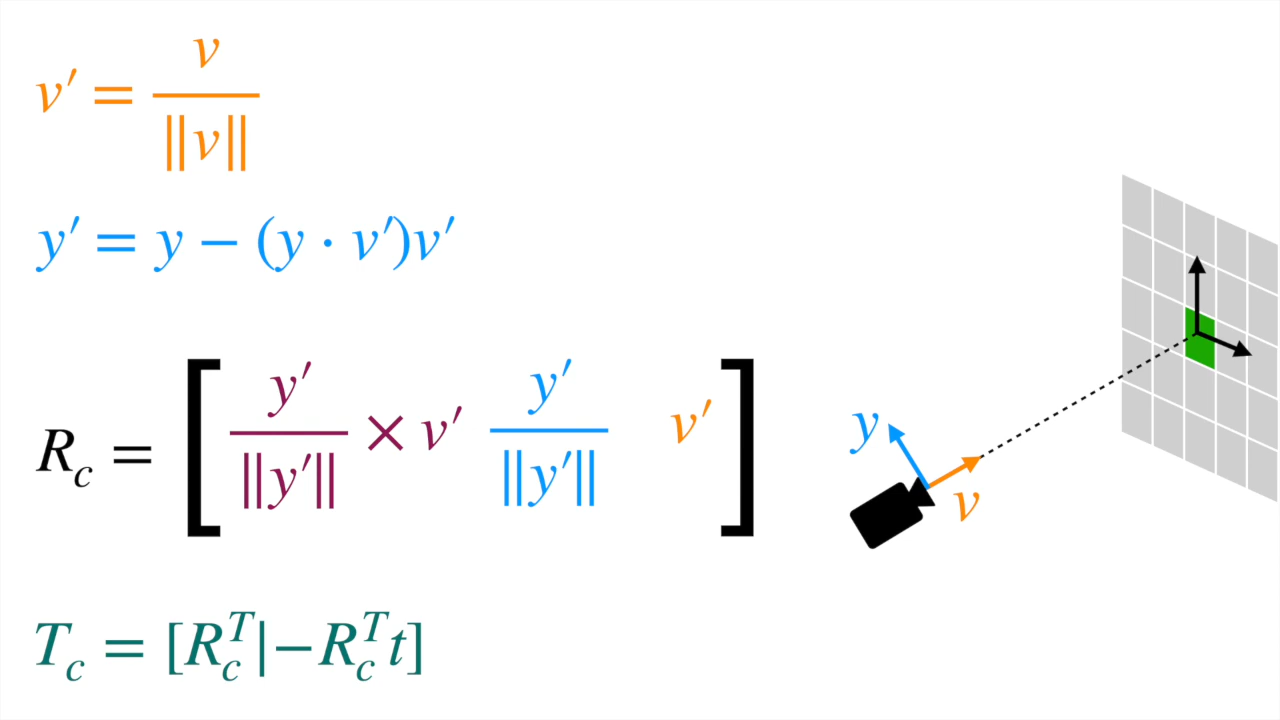 v′ = v / ||v||
y′ = y − (y · v′)v′
R_c = [ y′ / ||y′|| × v′   y′ / ||y′||   v′ ]
y
v
T_c = [R_c^T|−R_c^T t]